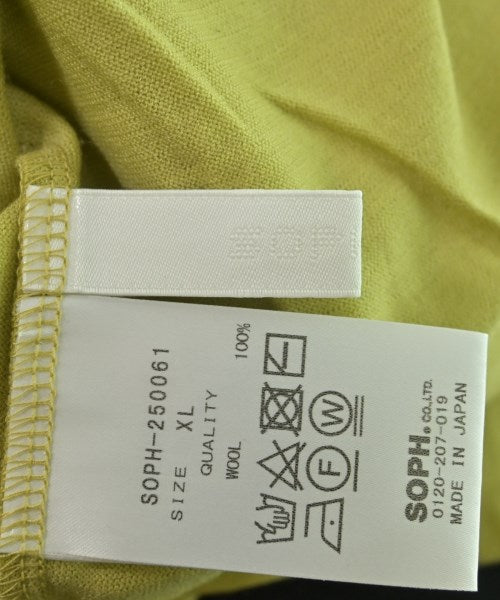 SOPH-250061
SIZE XL
QUALITY
WOOL 100%
W
F
SOPH. CO.,LTD.
0120-207-019
MADE IN JAPAN